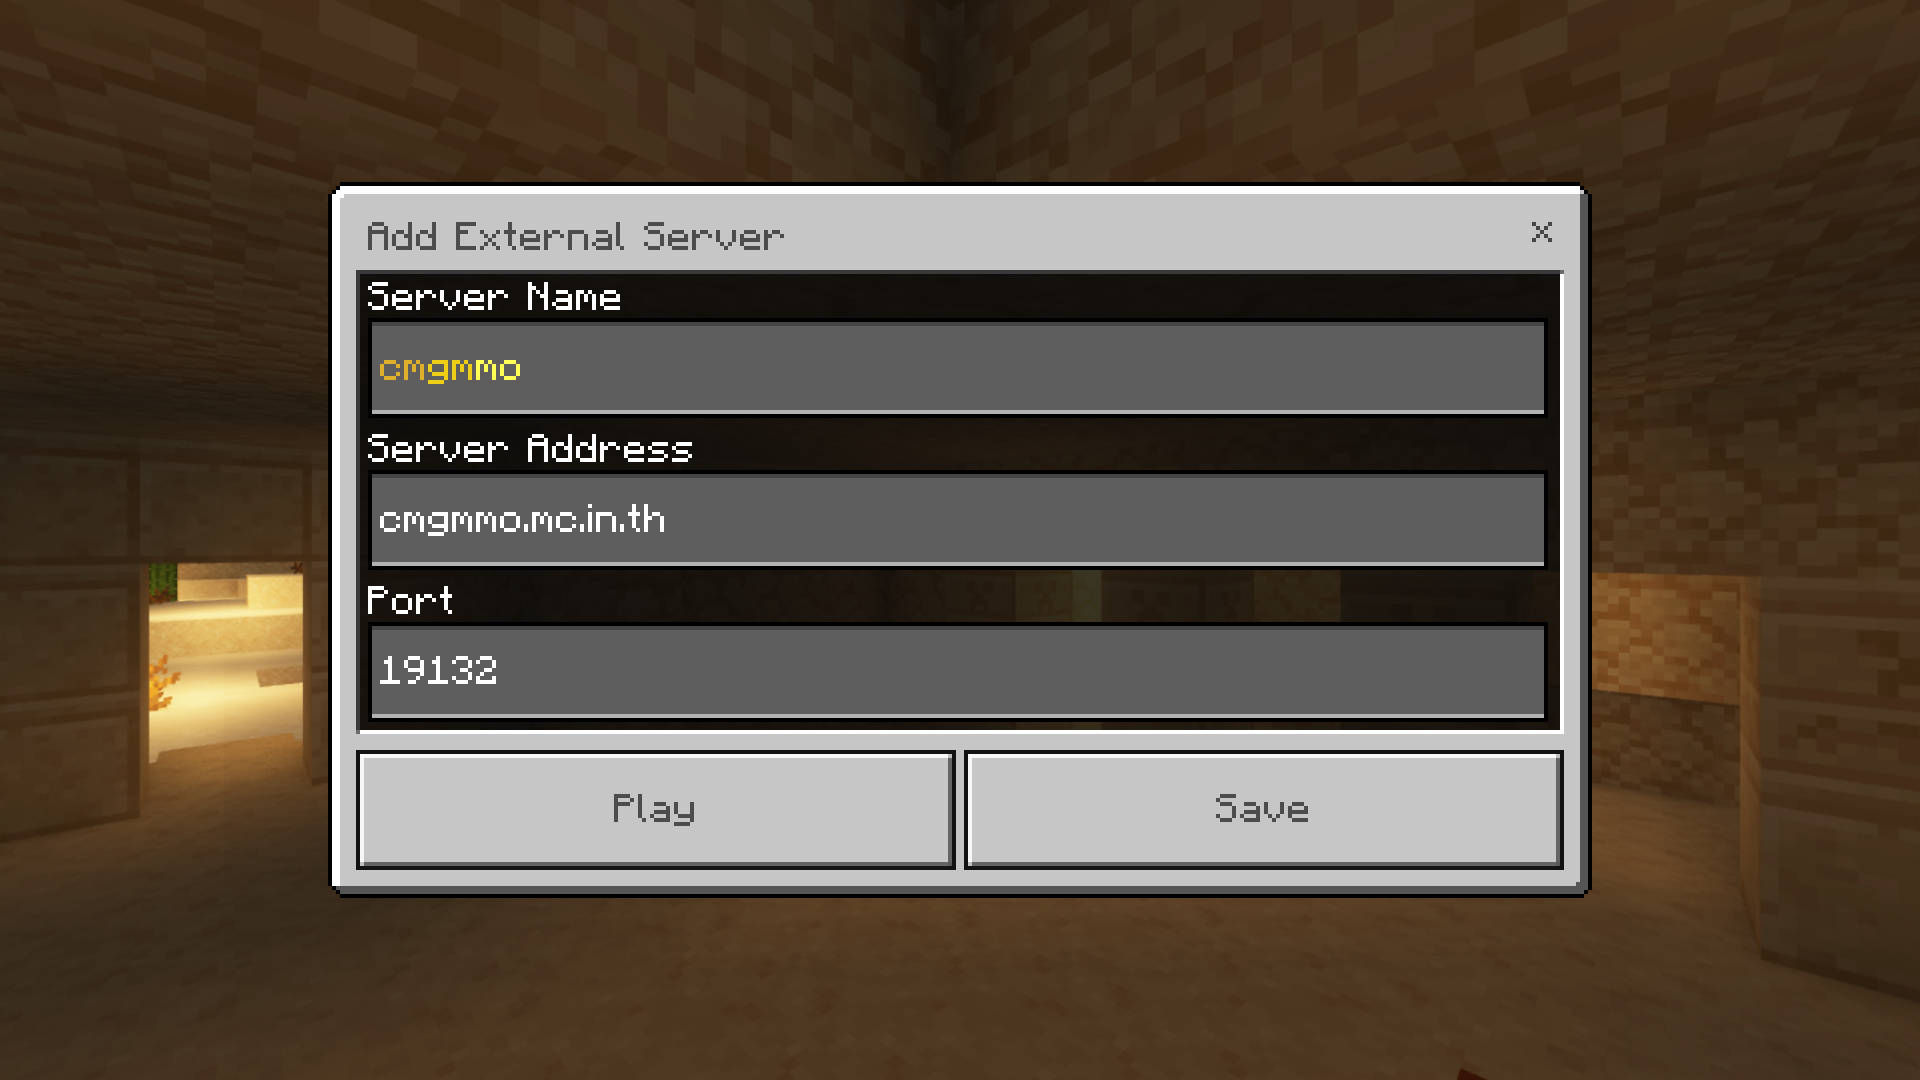 Add External Server
Server Name
cmgmmo
Server Address
cmgmmo.mc.in.th
Port
19132
Play
Save